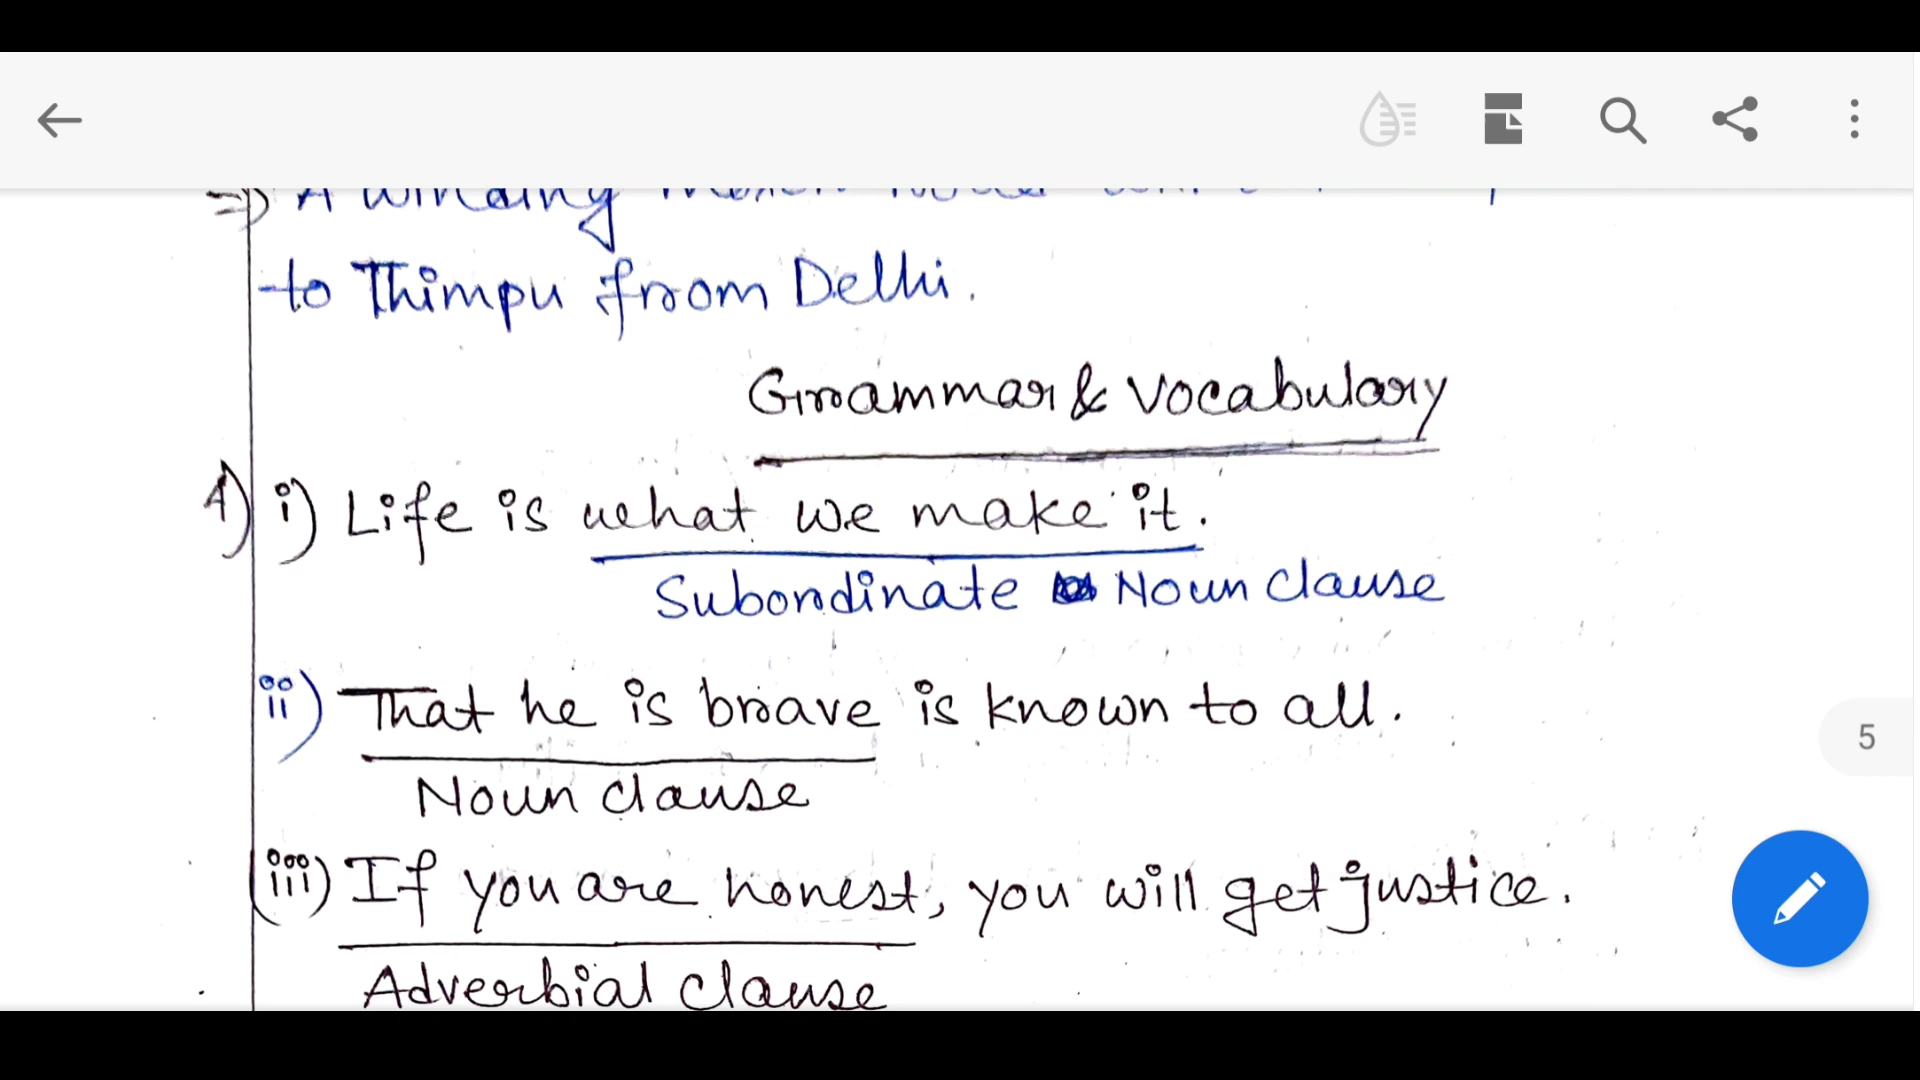 ⇒ A winding
to Thimpu from Delhi.
Grammar & Vocabulary
A) i) Life is what we make it.
Subordinate Noun Clause
ii) That he is brave is known to all.
Noun clause
5
iii) If you are honest, you will get justice.
Adverbial clause